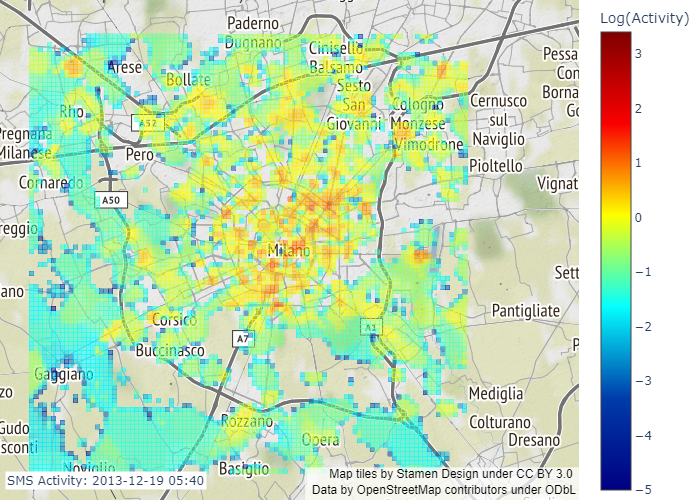 Log(Activity)
Paderno
Dugnano
Cinisello
Balsamo
Arese
Bollate
Sesto
San
Giovanni
Cologno
Monzese
Vimodrone
Cernusco
sul
Naviglio
Pioltello
Pessa
Con
Borna
Go
Rho
A52
Pero
Pregnana
Milanese
Cornaredo
Vignat
A50
reggio
Milano
Sett
ano
Corsico
A7
A1
Pantigliate
P
Buccinasco
Gaggiano
zo
Mediglia
Rozzano
Colturano
Gudo
sconti
Opera
Dresano
Noviglio
Basiglio
SMS Activity: 2013-12-19 05:40
Map tiles by Stamen Design under CC BY 3.0
Data by OpenStreetMap contributors under ODbL
3
2
1
0
−1
−2
−3
−4
−5